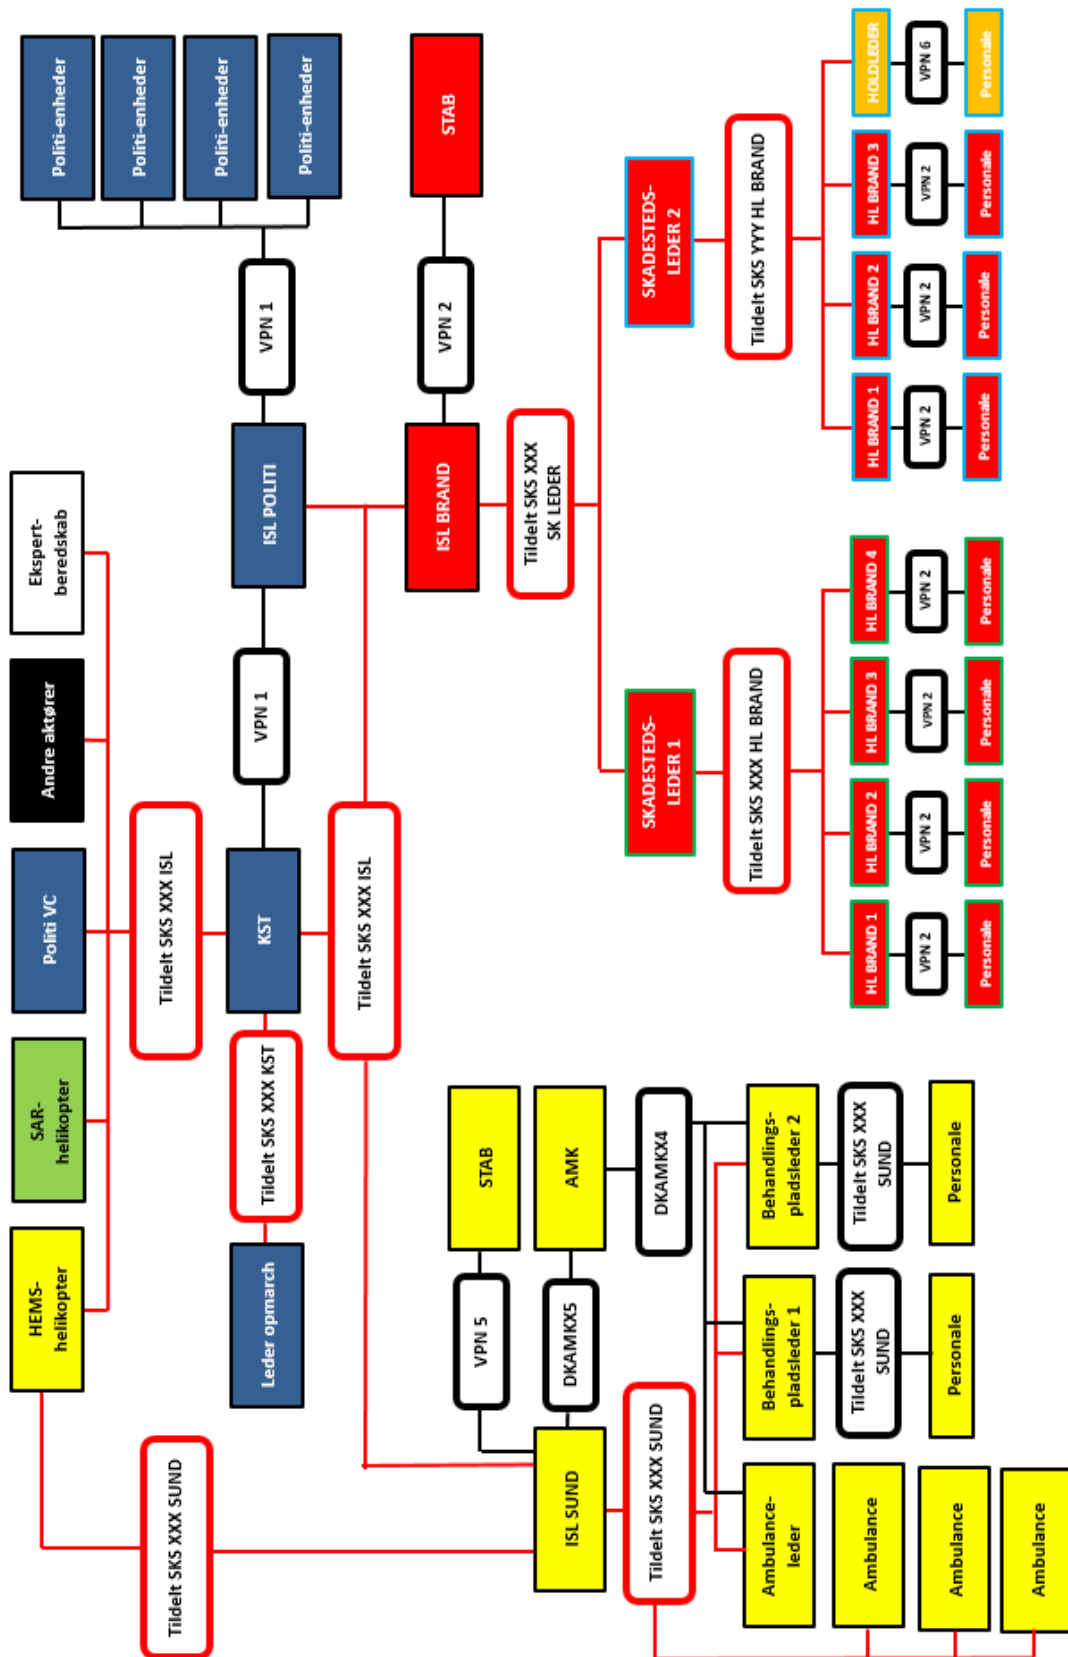 HEMS-
helikopter
SAR-
helikopter
Politi VC
Andre aktører
Ekspert-
beredskab
Politi-enheder
Politi-enheder
Politi-enheder
Politi-enheder
Tildelt SKS XXX SUND
Tildelt SKS XXX ISL
Leder opmarch
Tildelt SKS XXX KST
KST
VPN 1
ISL POLITI
VPN 1
Tildelt SKS XXX ISL
VPN 5
STAB
ISL BRAND
VPN 2
STAB
ISL SUND
DKAMKX5
AMK
Tildelt SKS XXX
SK LEDER
Tildelt SKS XXX SUND
DKAMKX4
SKADESTEDS-
LEDER 1
SKADESTEDS-
LEDER 2
Ambulance-
leder
Behandlings-
pladsleder 1
Behandlings-
pladsleder 2
Tildelt SKS XXX HL BRAND
Tildelt SKS YYY HL BRAND
Ambulance
Tildelt SKS XXX
SUND
Tildelt SKS XXX
SUND
HL BRAND 1
HL BRAND 2
HL BRAND 3
HL BRAND 4
HL BRAND 1
HL BRAND 2
HL BRAND 3
HOLDLEDER
VPN 2
VPN 2
VPN 2
VPN 2
VPN 2
VPN 2
VPN 2
VPN 6
Ambulance
Personale
Personale
Personale
Personale
Personale
Personale
Personale
Personale
Personale
Personale
Ambulance